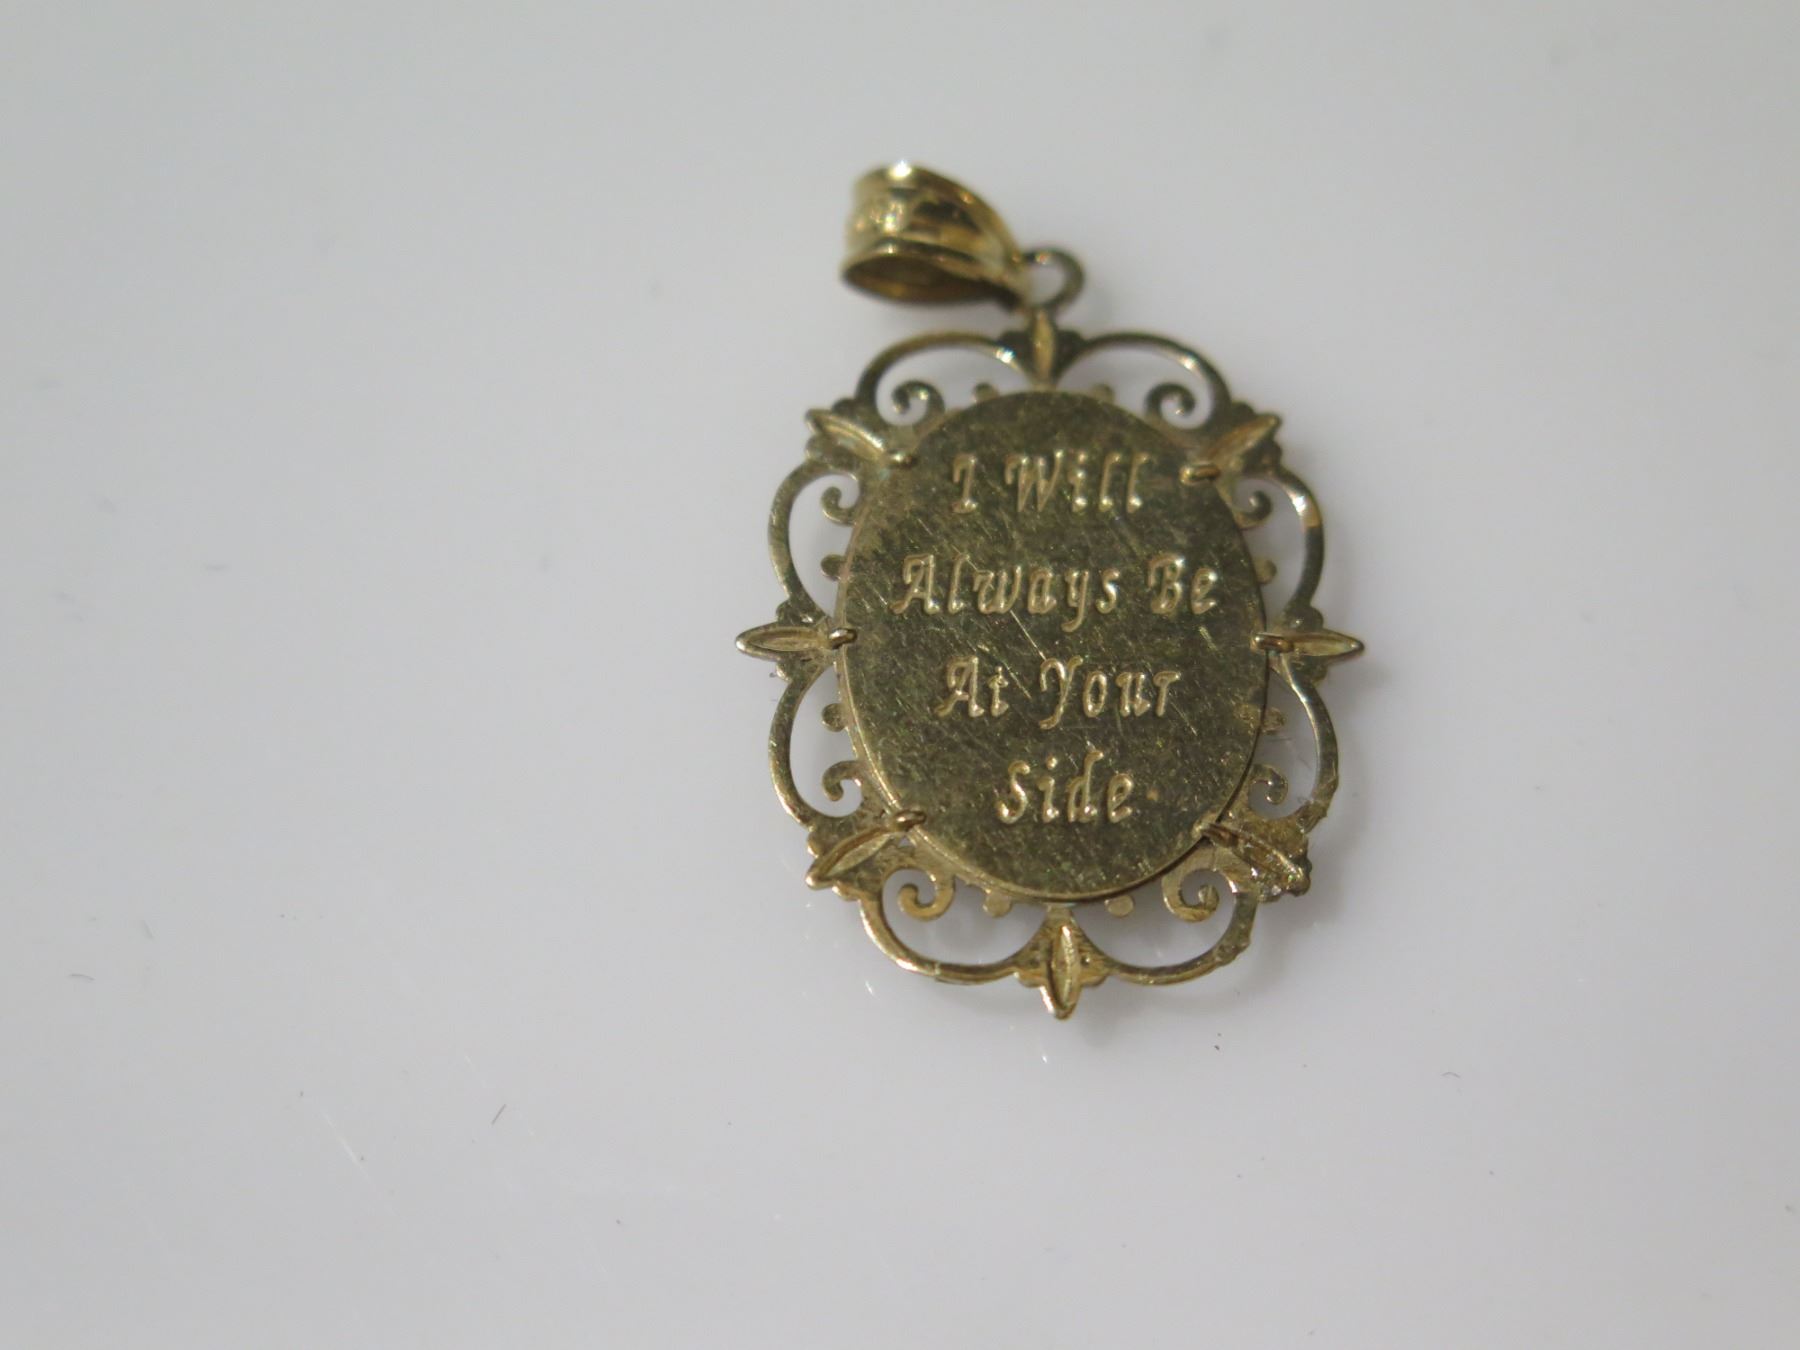 I Will
Always Be
At Your
Side